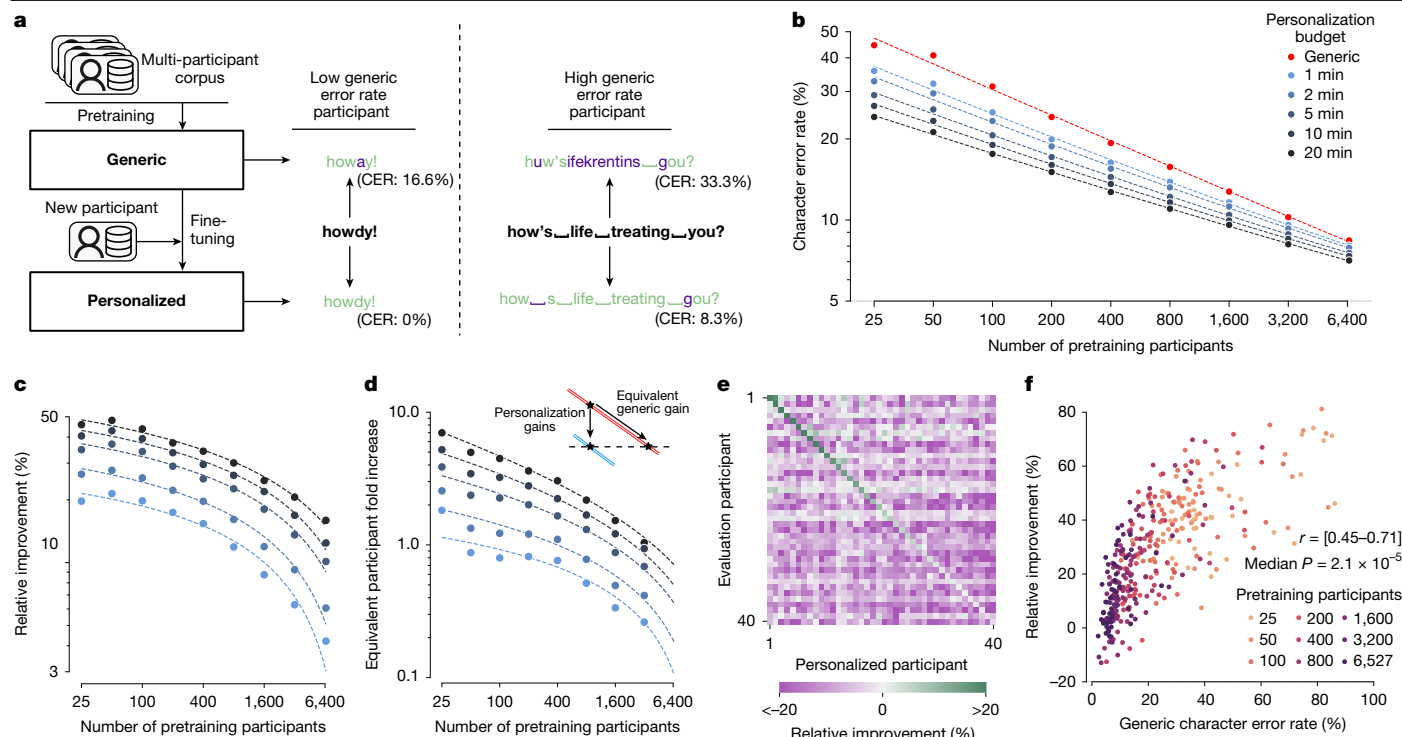 a
Multi-participant
corpus
Pretraining
Generic
New participant
Fine-
tuning
Personalized
Low generic
error rate
participant
howay!
(CER: 16.6%)
howdy!
howdy!
(CER: 0%)
High generic
error rate
participant
huw'sifekrentins⎵gou?
(CER: 33.3%)
how's⎵life⎵treating⎵you?
how⎵s⎵life⎵treating⎵gou?
(CER: 8.3%)
b
Personalization
budget
Generic
1 min
2 min
5 min
10 min
20 min
Character error rate (%)
50
40
30
20
10
5
25 50 100 200 400 800 1,600 3,200 6,400
Number of pretraining participants
c
Relative improvement (%)
50
10
3
25 100 400 1,600 6,400
Number of pretraining participants
d
Equivalent participant fold increase
10.0
1.0
0.1
Personalization
gains
Equivalent
generic gain
25 100 400 1,600 6,400
Number of pretraining participants
e
Evaluation participant
1
40
1 40
Personalized participant
<–20 0 >20
Relative improvement (%)
f
Relative improvement (%)
80
60
40
20
0
–20
r = [0.45–0.71]
Median P = 2.1 × 10⁻⁵
Pretraining participants
25 200 1,600
50 400 3,200
100 800 6,527
0 20 40 60 80 100
Generic character error rate (%)